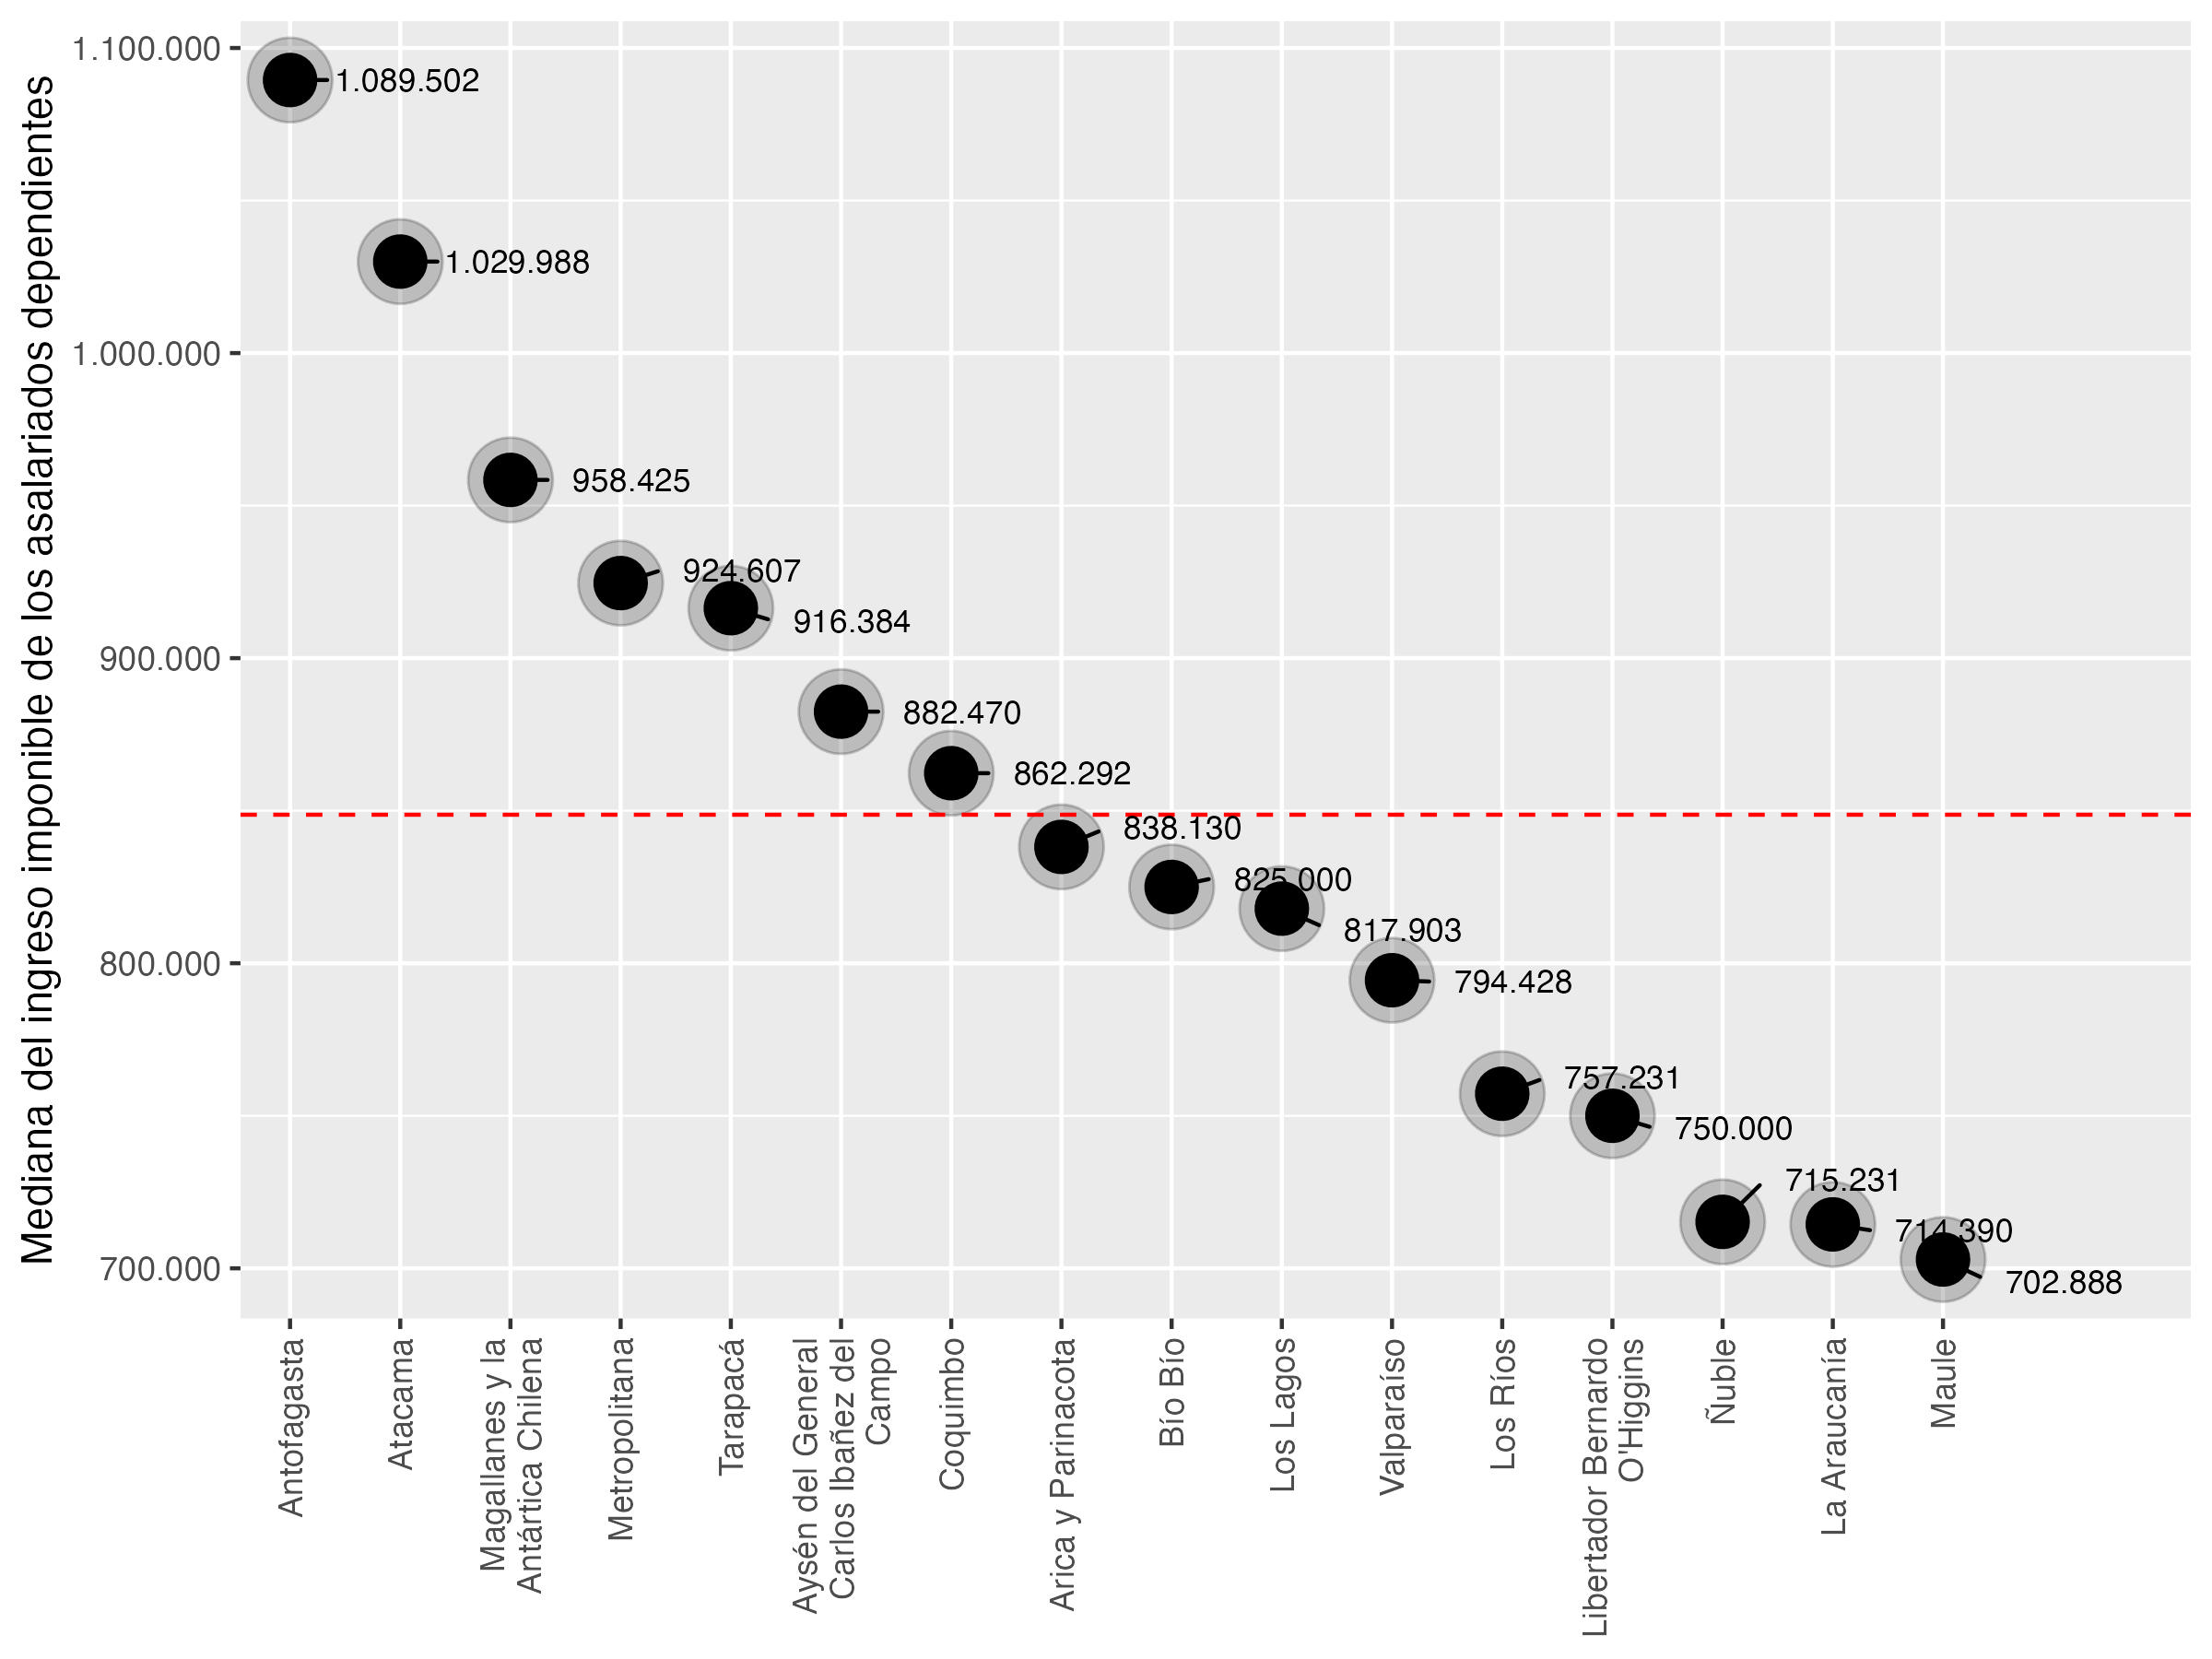 Mediana del ingreso imponible de los asalariados dependientes
1.100.000
1.000.000
900.000
800.000
700.000
1.089.502
1.029.988
958.425
924.607
916.384
882.470
862.292
838.130
825.000
817.903
794.428
757.231
750.000
715.231
714.390
702.888
Antofagasta
Atacama
Magallanes y la
Antártica Chilena
Metropolitana
Tarapacá
Aysén del General
Carlos Ibañez del
Campo
Coquimbo
Arica y Parinacota
Bío Bío
Los Lagos
Valparaíso
Los Ríos
Libertador Bernardo
O'Higgins
Ñuble
La Araucanía
Maule